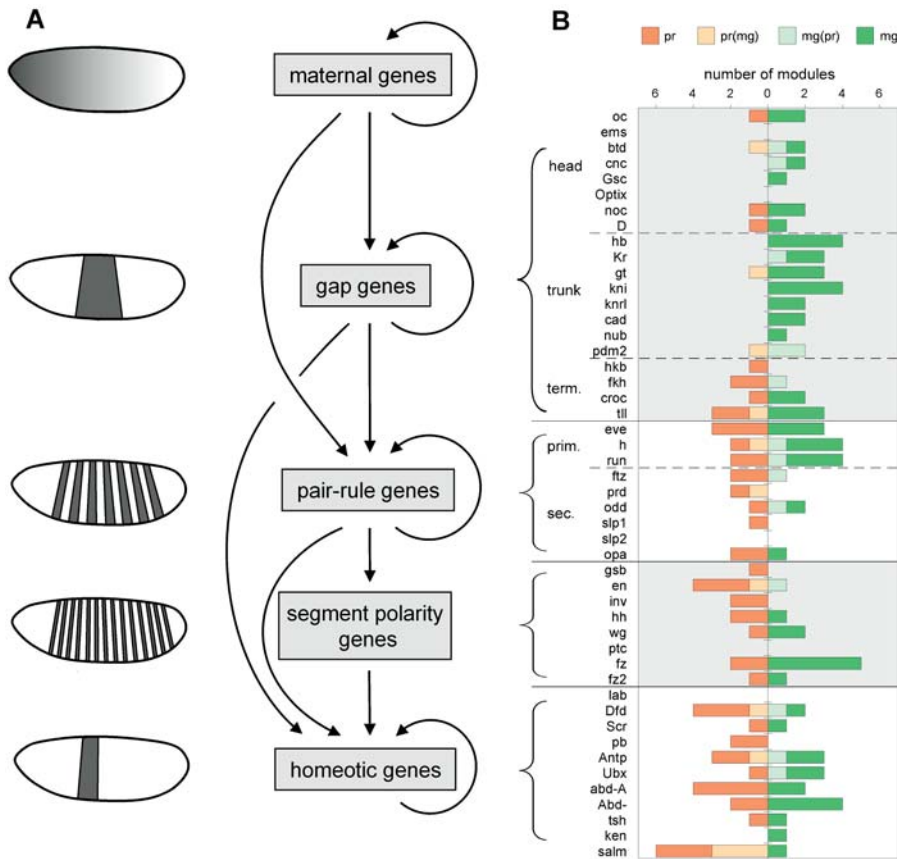 A
maternal genes
gap genes
pair-rule genes
segment polarity
genes
homeotic genes
B
pr pr(mg) mg(pr) mg
number of modules
6 4 2 0 2 4 6
head
trunk
term.
prim.
sec.
oc
ems
btd
cnc
Gsc
Optix
noc
D
hb
Kr
gt
kni
knrl
cad
nub
pdm2
hkb
fkh
croc
tll
eve
h
run
ftz
prd
odd
slp1
slp2
opa
gsb
en
inv
hh
wg
ptc
fz
fz2
lab
Dfd
Scr
pb
Antp
Ubx
abd-A
Abd-
tsh
ken
salm